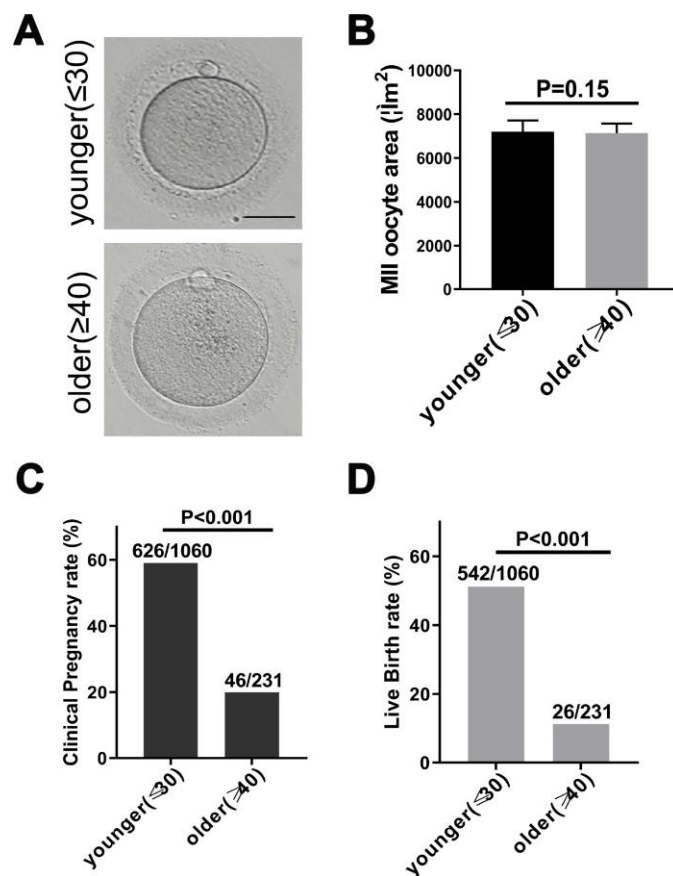 A
younger(≤30)
older(≥40)
B
MII oocyte area (¡Ìm²)
10000
8000
6000
4000
2000
0
P=0.15
younger(≤30)
older(≥40)
C
Clinical Pregnancy rate (%)
60
40
20
0
P<0.001
626/1060
46/231
younger(≤30)
older(≥40)
D
Live Birth rate (%)
60
40
20
0
P<0.001
542/1060
26/231
younger(≤30)
older(≥40)